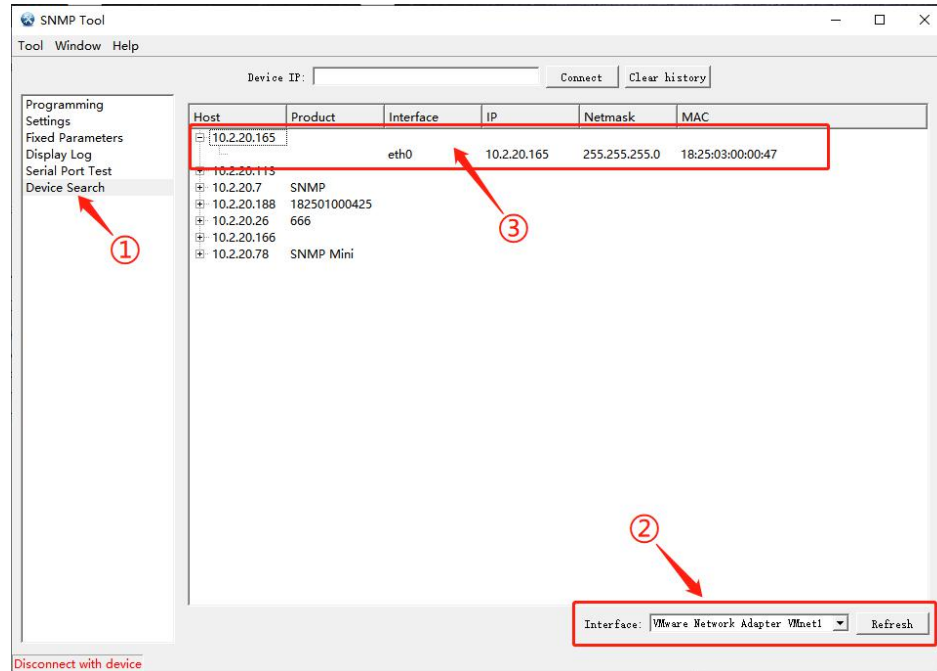 SNMP Tool
Tool Window Help
Device IP: Connect Clear history
Programming
Settings
Fixed Parameters
Display Log
Serial Port Test
Device Search
①
Host Product Interface IP Netmask MAC
10.2.20.165
eth0 10.2.20.165 255.255.255.0 18:25:03:00:00:47
10.2.20.113
10.2.20.7 SNMP
10.2.20.188 182501000425
10.2.20.26 666
10.2.20.166
10.2.20.78 SNMP Mini
③
②
Interface: VMware Network Adapter VMnet1 Refresh
Disconnect with device